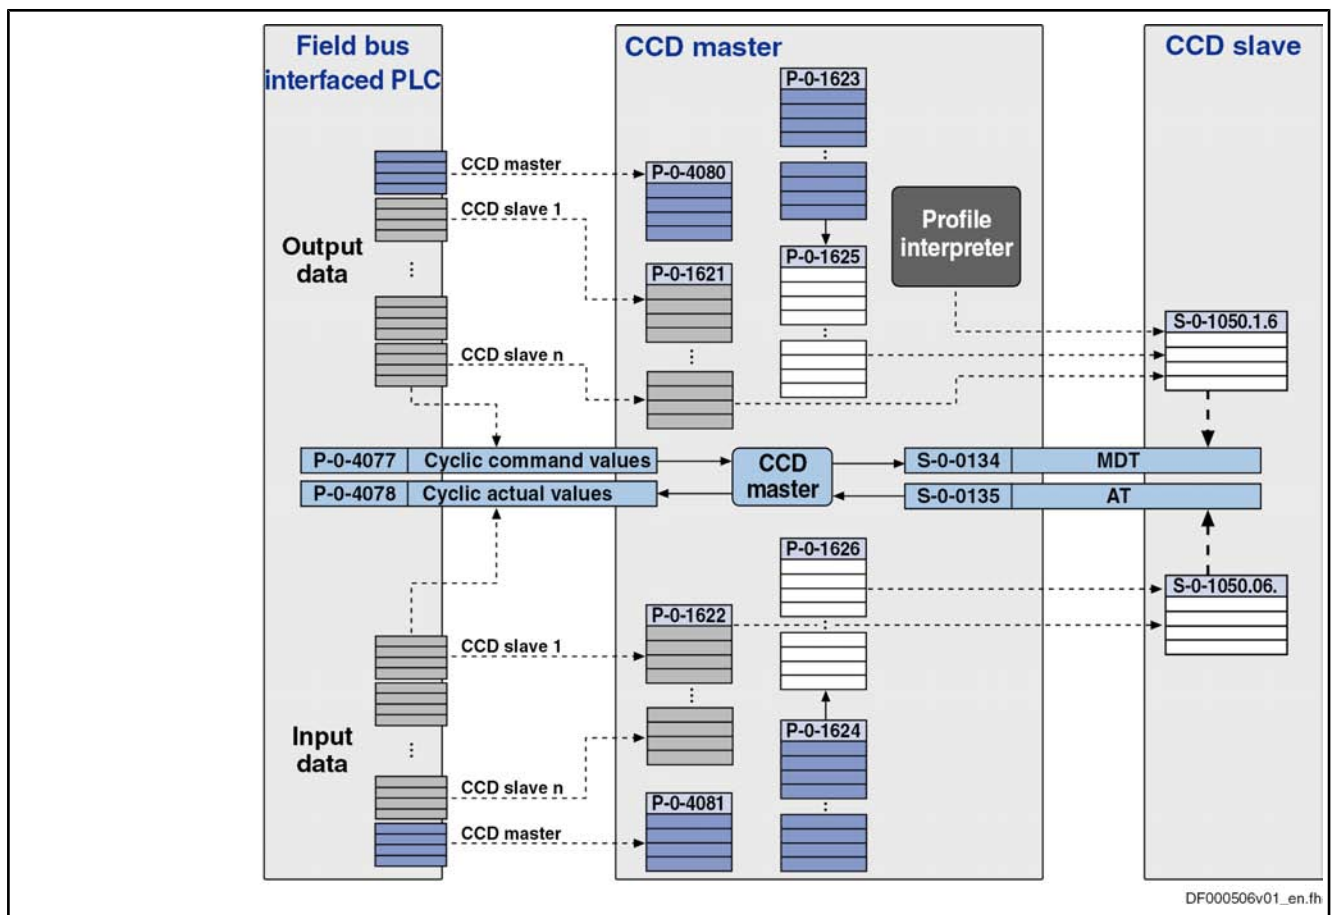 Field bus
interfaced PLC
CCD master
CCD slave
P-0-1623
CCD master
P-0-4080
CCD slave 1
Profile
interpreter
Output
data
P-0-1625
P-0-1621
S-0-1050.1.6
CCD slave n
P-0-4077 Cyclic command values
CCD
master
S-0-0134 MDT
P-0-4078 Cyclic actual values
S-0-0135 AT
P-0-1626
S-0-1050.06.
P-0-1622
CCD slave 1
Input
data
P-0-1624
CCD slave n
P-0-4081
CCD master
DF000506v01_en.fh